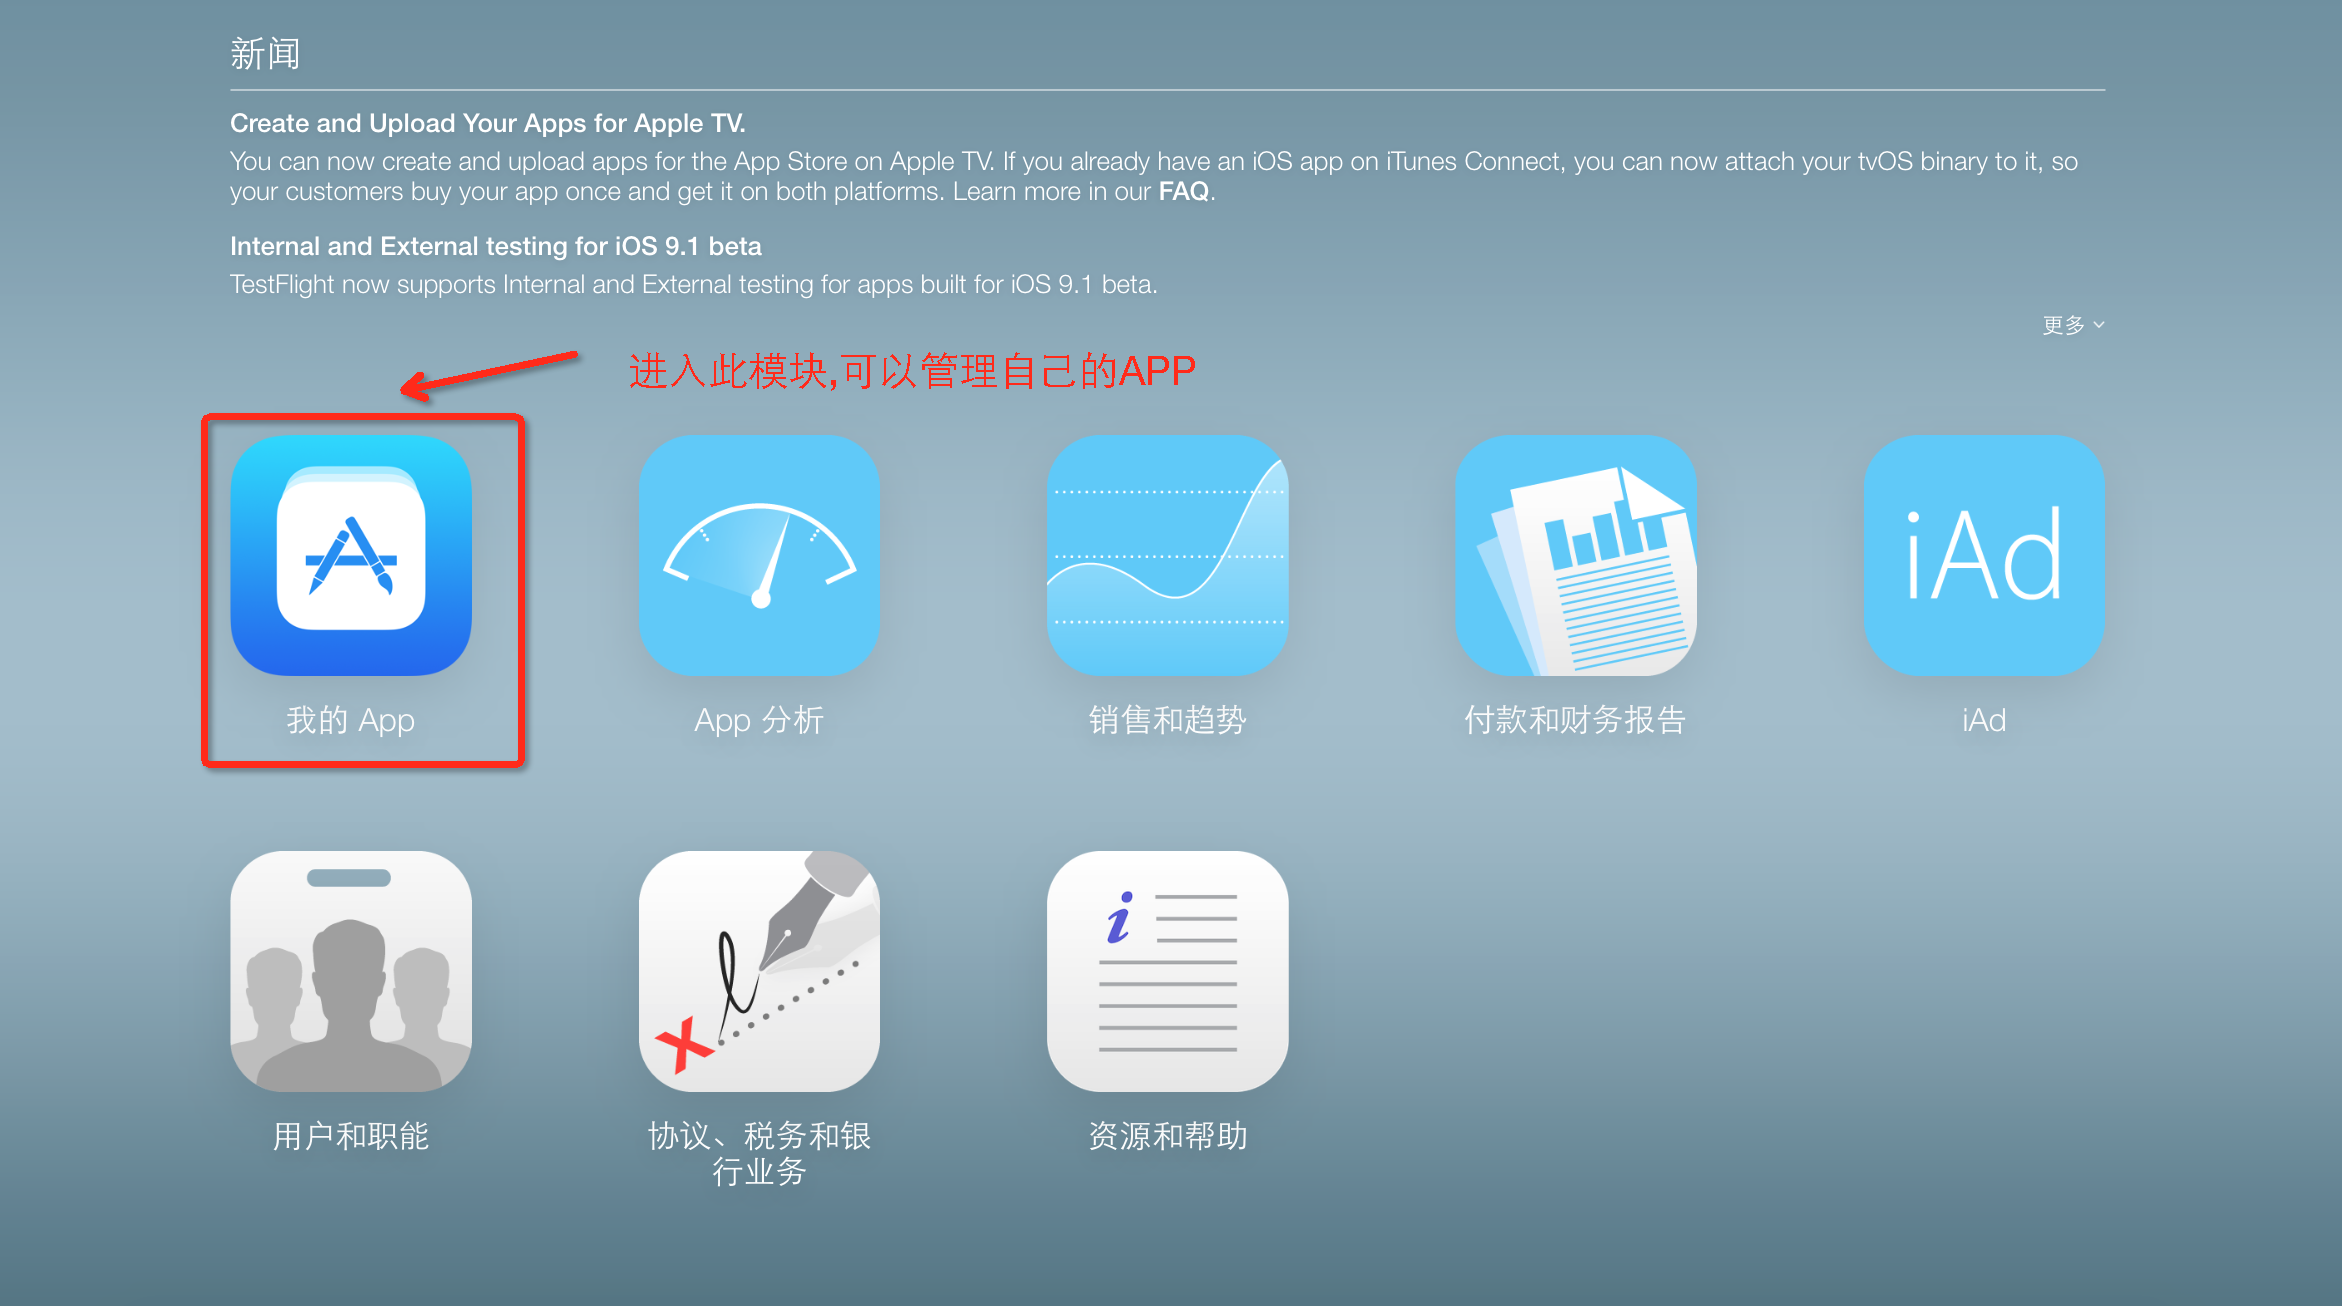 新闻
Create and Upload Your Apps for Apple TV.
You can now create and upload apps for the App Store on Apple TV. If you already have an iOS app on iTunes Connect, you can now attach your tvOS binary to it, so
your customers buy your app once and get it on both platforms. Learn more in our FAQ.
Internal and External testing for iOS 9.1 beta
TestFlight now supports Internal and External testing for apps built for iOS 9.1 beta.
更多
进入此模块,可以管理自己的APP
iAd
我的 App
App 分析
销售和趋势
付款和财务报告
iAd
用户和职能
协议、税务和银
行业务
资源和帮助